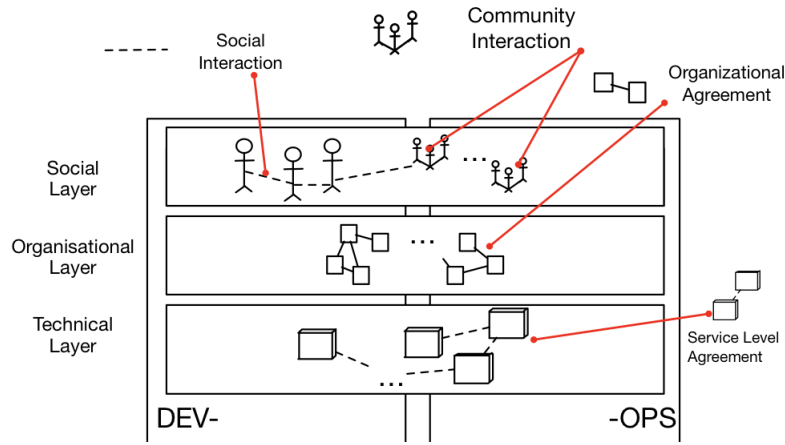 Social
Interaction
Community
Interaction
Organizational
Agreement
Social
Layer
...
Organisational
Layer
...
Technical
Layer
...
Service Level
Agreement
DEV-
-OPS